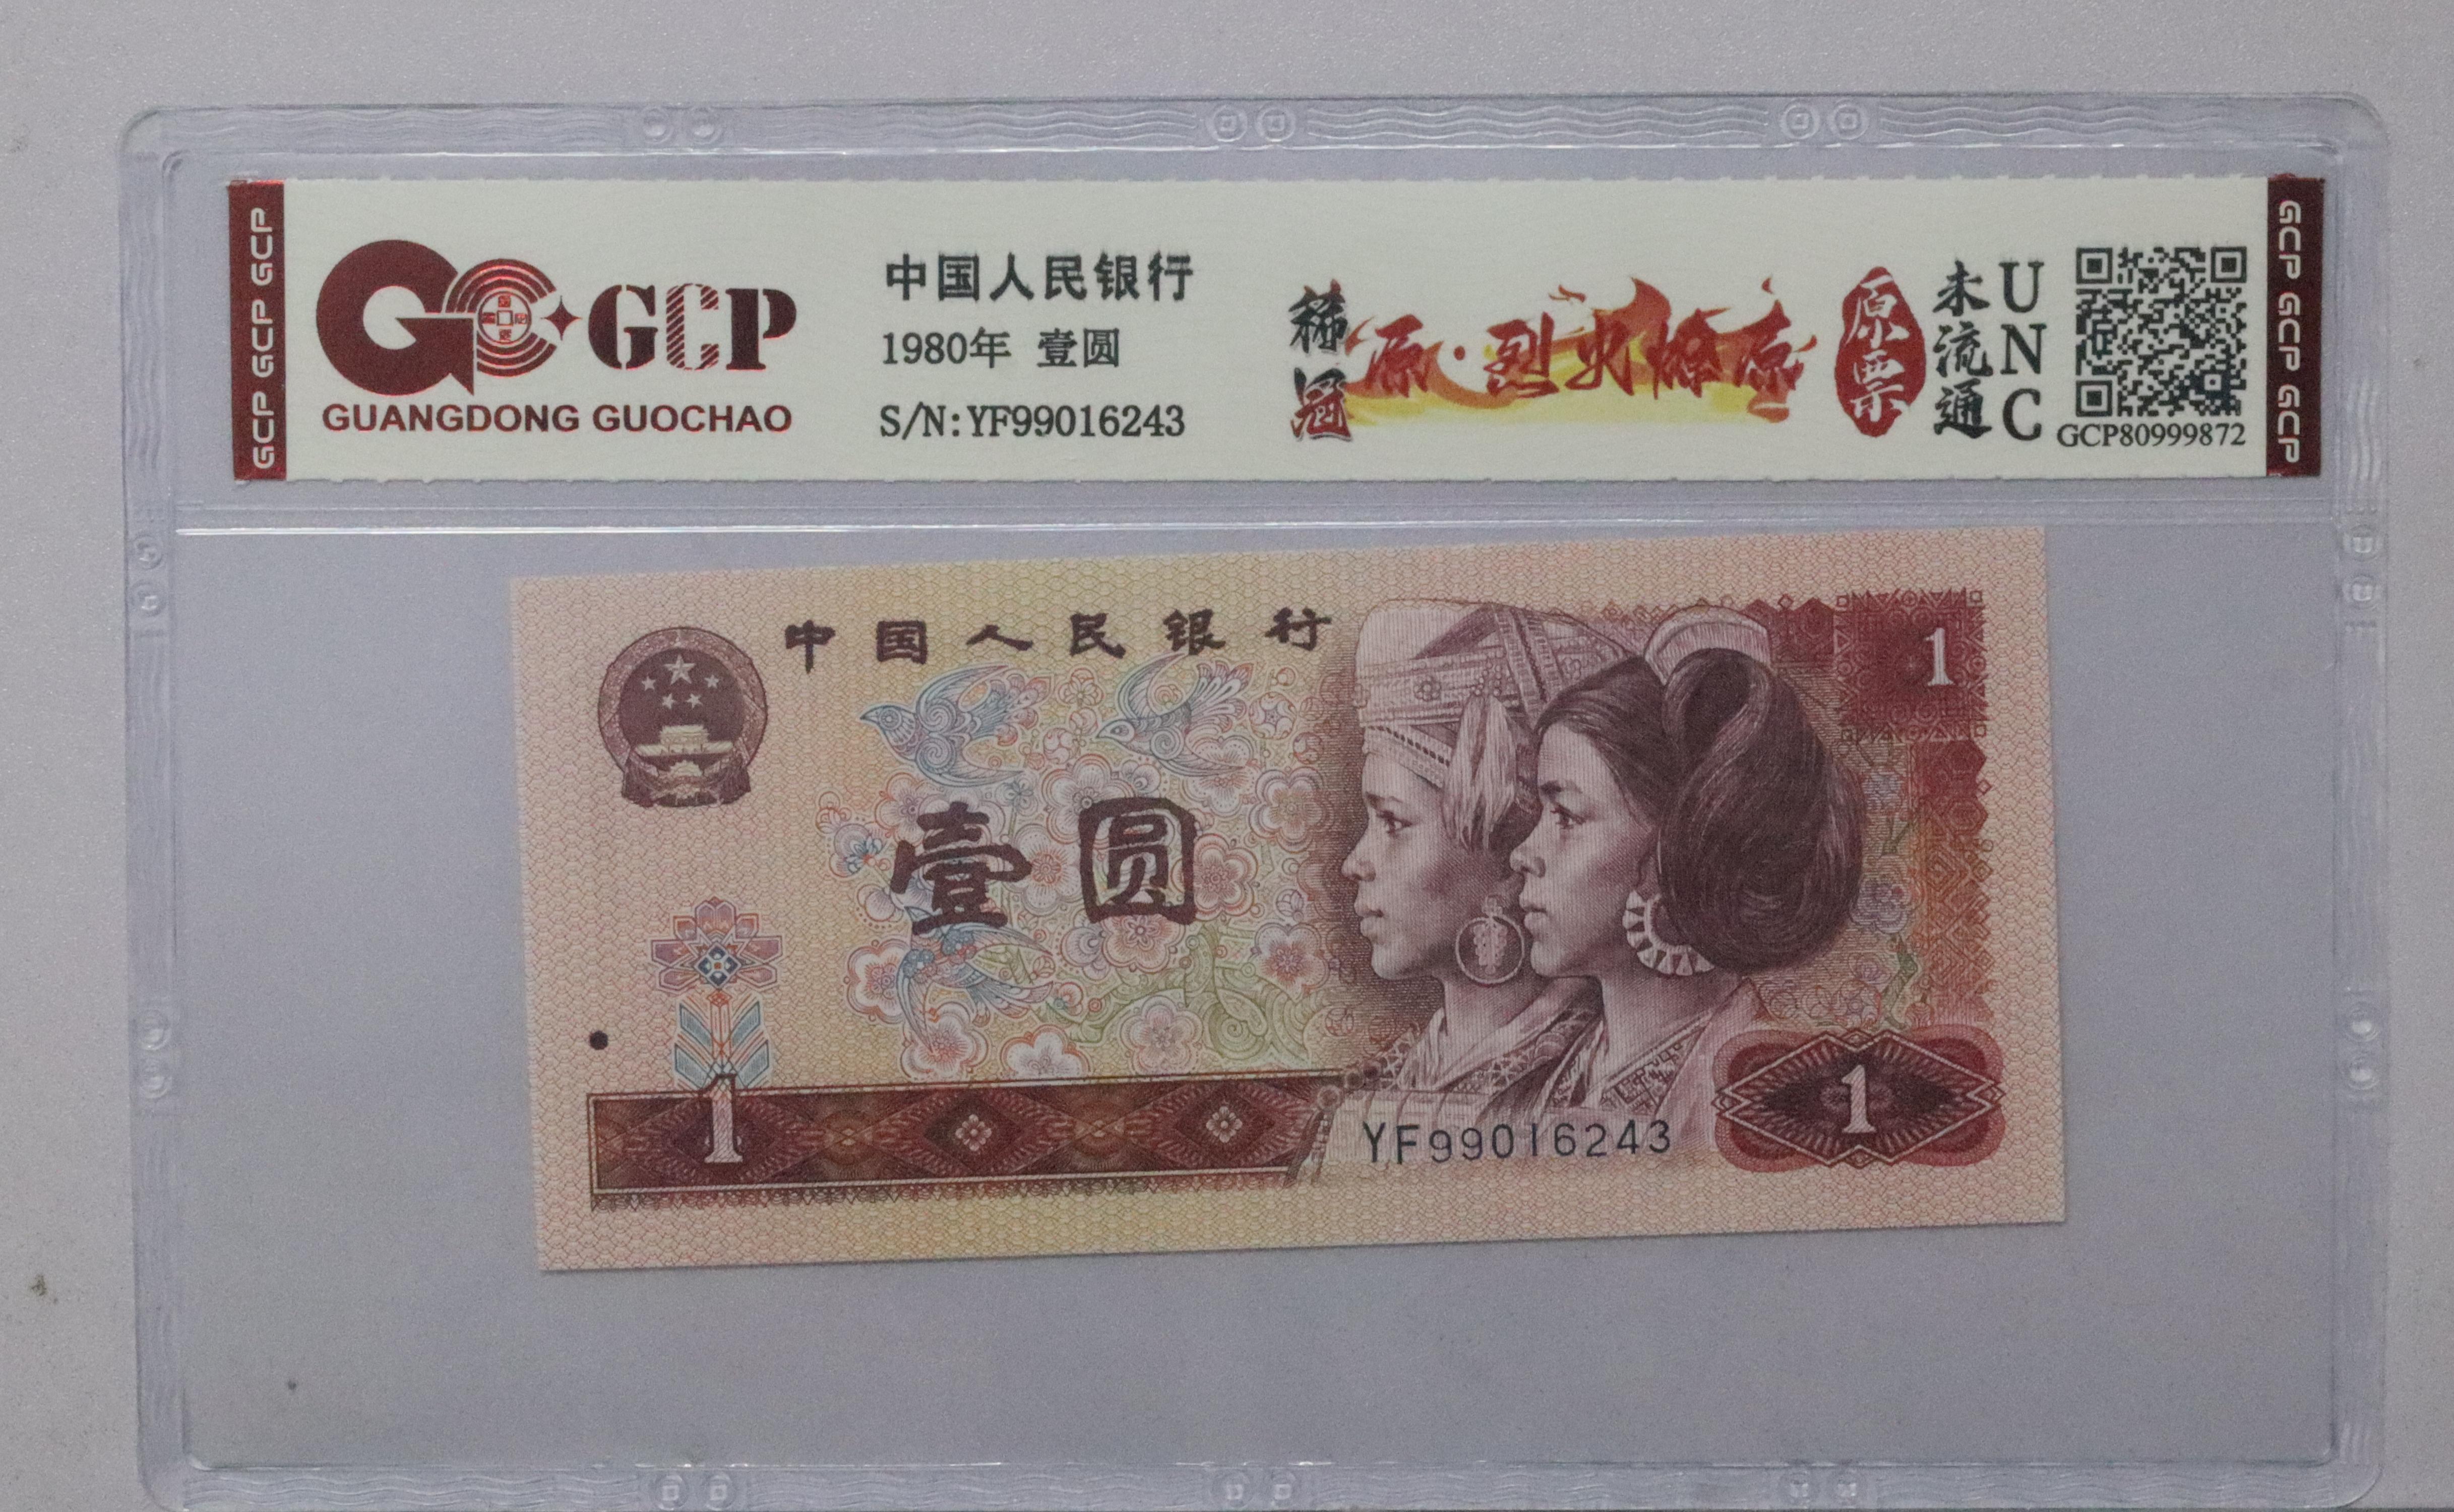 GCP GCP GCP
GCP
GUANGDONG GUOCHAO
中国人民银行
1980年 壹圆
S/N:YF99016243
稀冠
原·烈火燎原
原票
未流通
UNC
GCP80999872
GCP GCP GCP
中国人民银行
1
壹圆
1
YF99016243
1